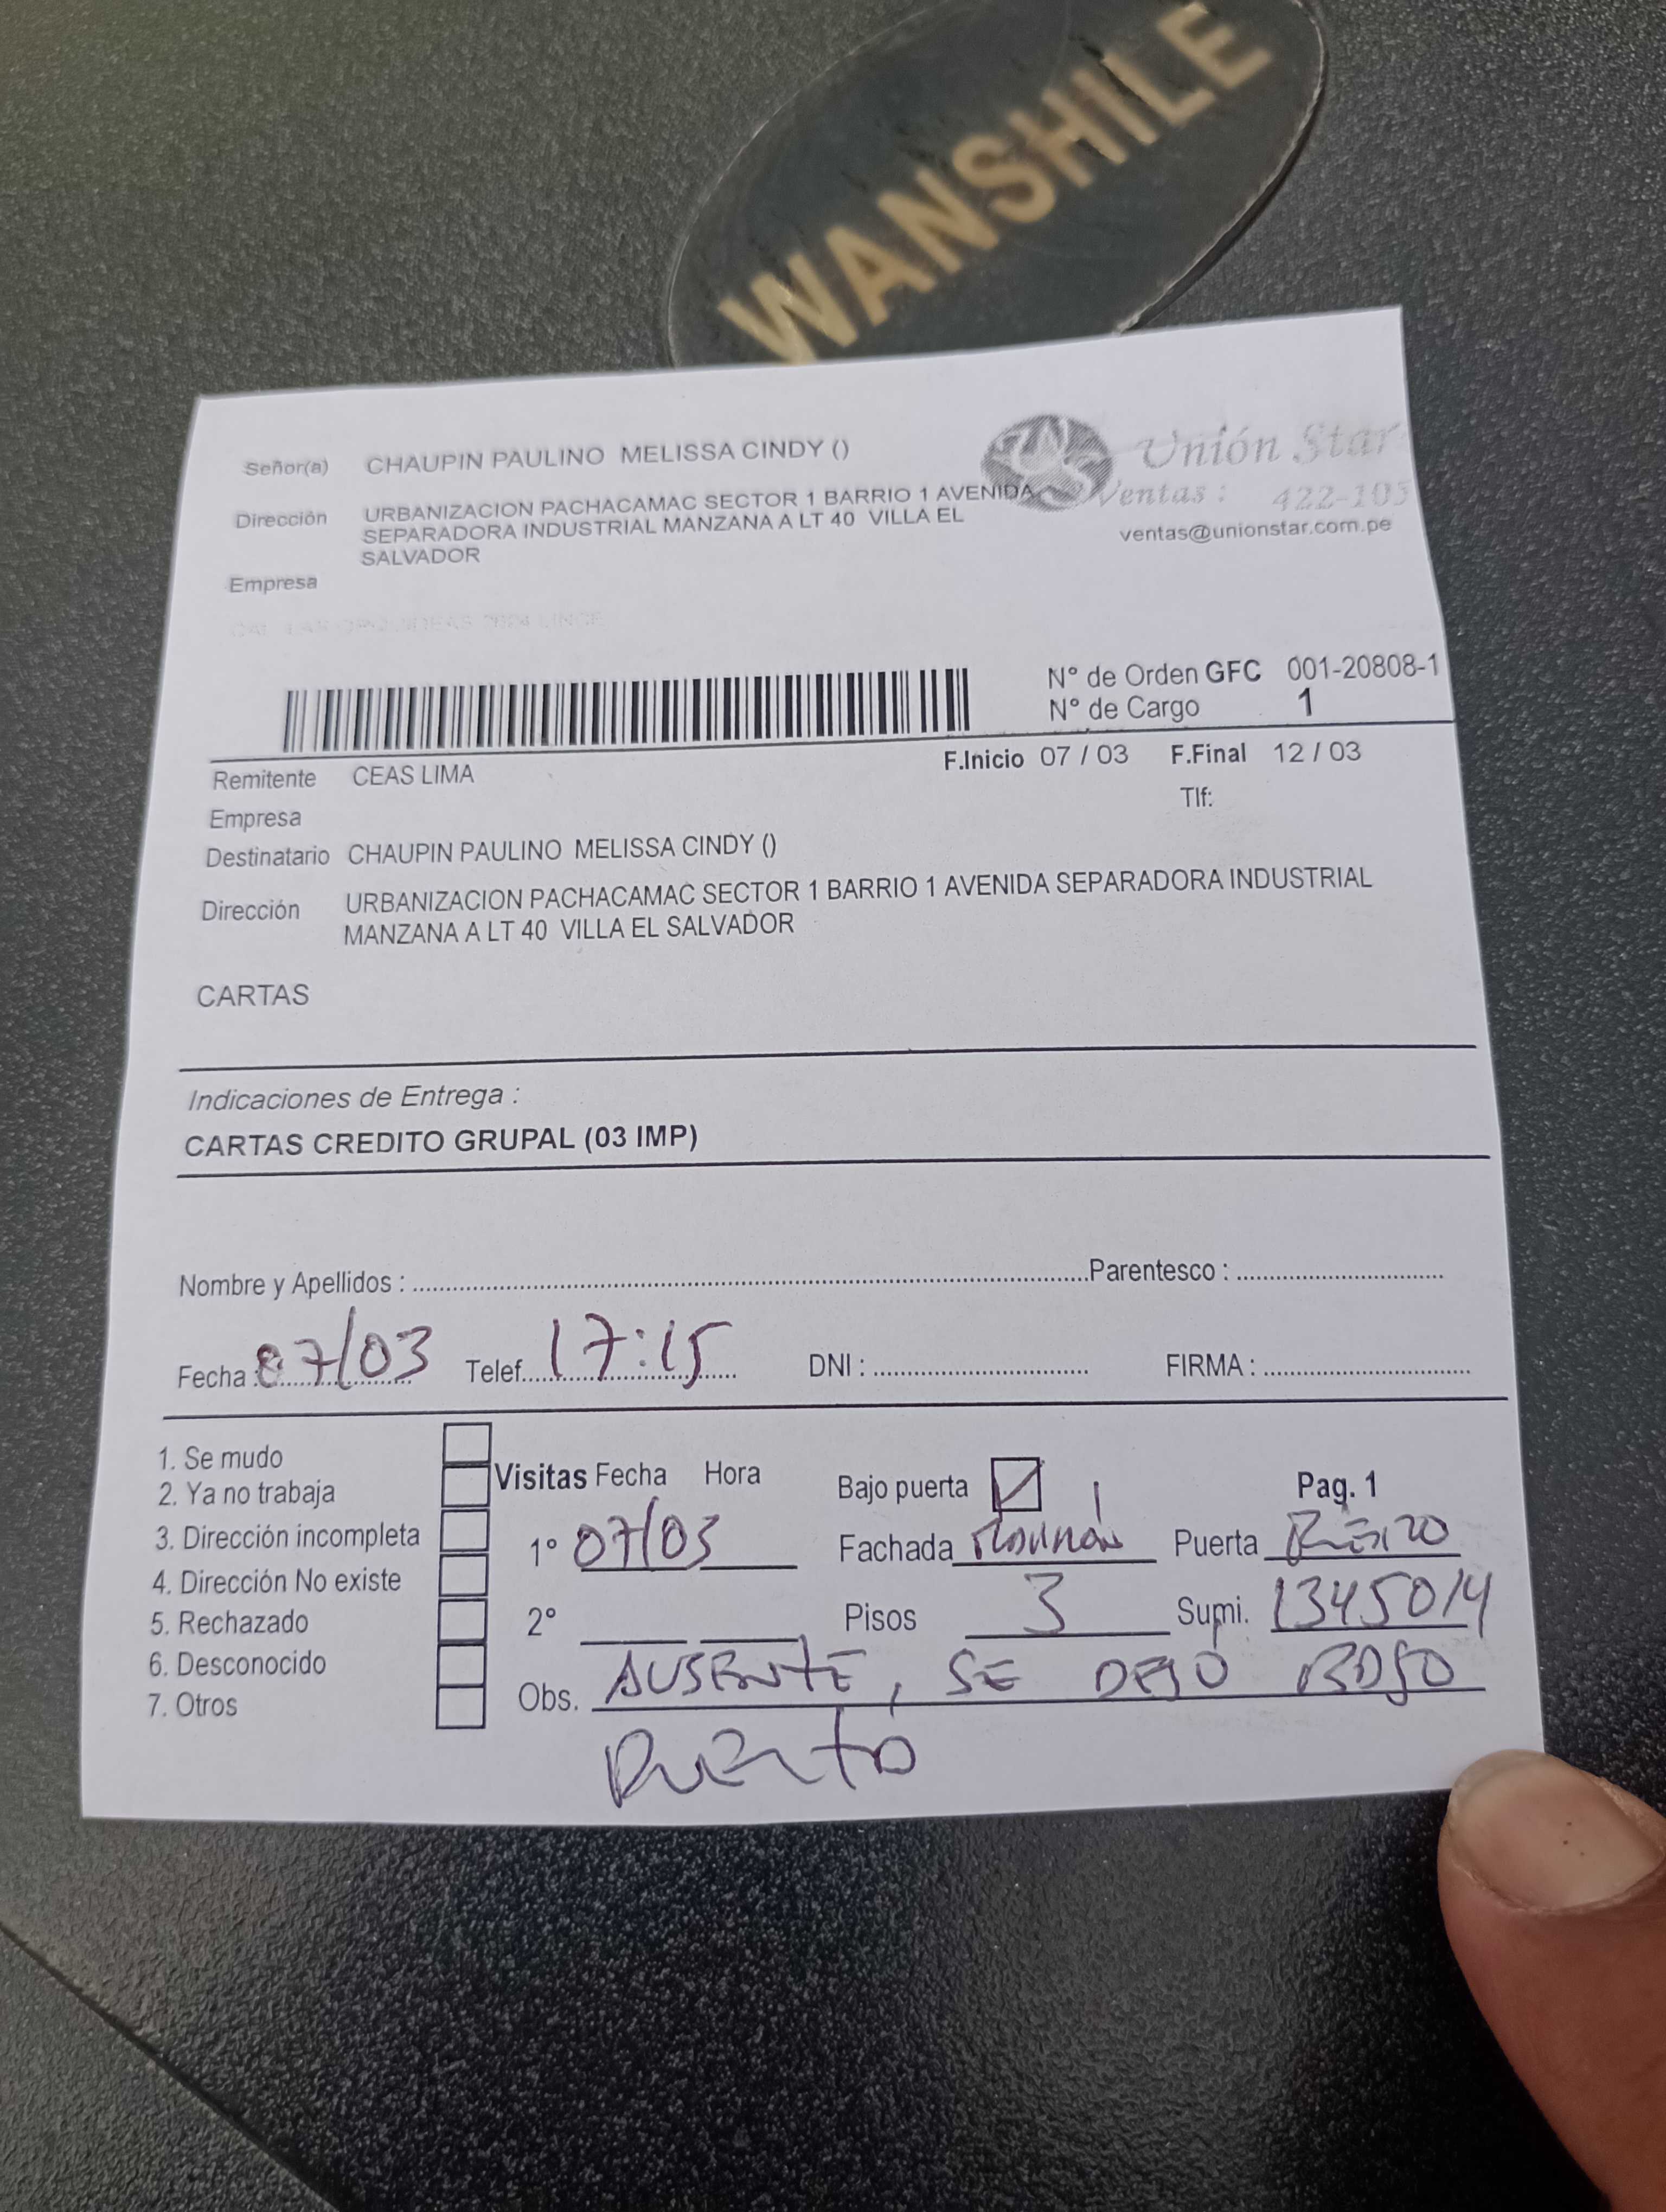 WANSHILE
Señor(a) CHAUPIN PAULINO MELISSA CINDY ()
Unión Star
Ventas : 422-103
ventas@unionstar.com.pe
Dirección URBANIZACION PACHACAMAC SECTOR 1 BARRIO 1 AVENIDA
SEPARADORA INDUSTRIAL MANZANA A LT 40 VILLA EL
SALVADOR
Empresa
N° de Orden GFC 001-20808-1
N° de Cargo 1
F.Inicio 07 / 03 F.Final 12 / 03
Remitente CEAS LIMA
Tlf:
Empresa
Destinatario CHAUPIN PAULINO MELISSA CINDY ()
Dirección URBANIZACION PACHACAMAC SECTOR 1 BARRIO 1 AVENIDA SEPARADORA INDUSTRIAL
MANZANA A LT 40 VILLA EL SALVADOR
CARTAS
Indicaciones de Entrega :
CARTAS CREDITO GRUPAL (03 IMP)
Nombre y Apellidos : Parentesco :
Fecha : 07/03 Telef. 17:15 DNI : FIRMA :
1. Se mudo
2. Ya no trabaja
3. Dirección incompleta
4. Dirección No existe
5. Rechazado
6. Desconocido
7. Otros
Visitas Fecha Hora Bajo puerta Pag. 1
1° 07/03 Fachada Puerta
2° Pisos 3 Sumi. 1345014
Obs. AUSENTE, SE DEJO BAJO
PUERTA